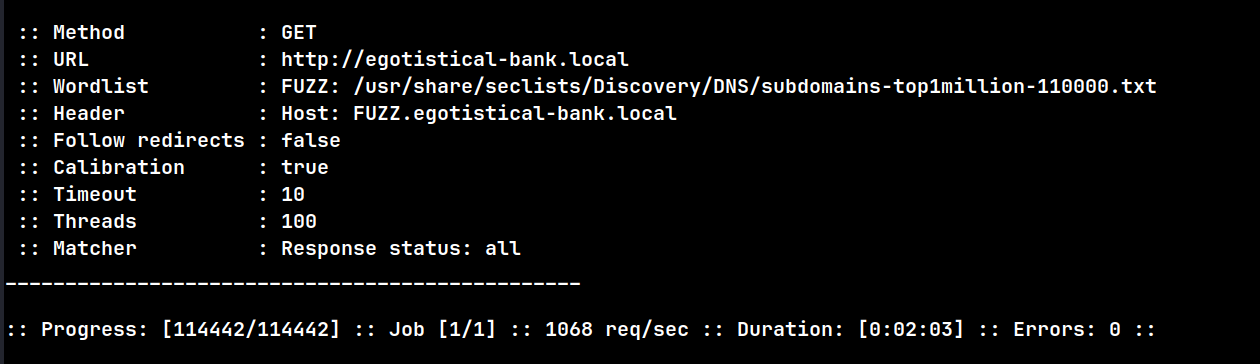 :: Method           : GET
:: URL              : http://egotistical-bank.local
:: Wordlist         : FUZZ: /usr/share/seclists/Discovery/DNS/subdomains-top1million-110000.txt
:: Header           : Host: FUZZ.egotistical-bank.local
:: Follow redirects : false
:: Calibration      : true
:: Timeout          : 10
:: Threads          : 100
:: Matcher          : Response status: all
________________________________________________
:: Progress: [114442/114442] :: Job [1/1] :: 1068 req/sec :: Duration: [0:02:03] :: Errors: 0 ::